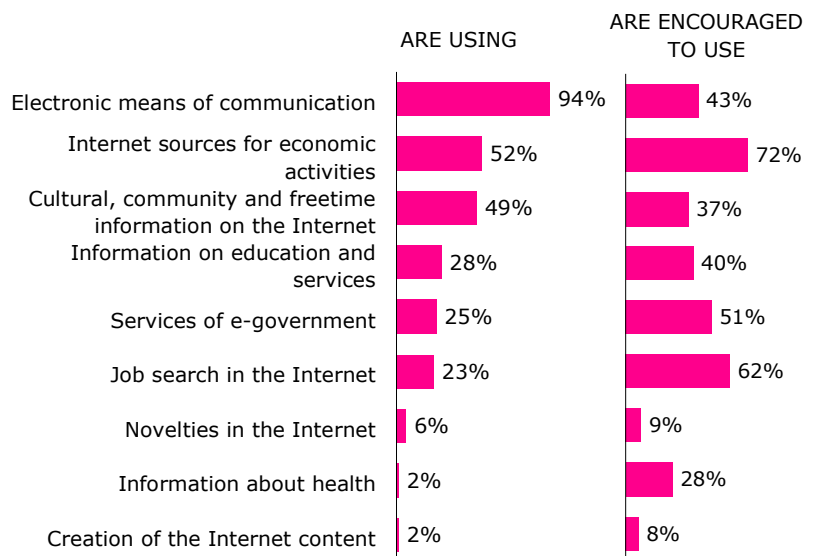 ARE USING
ARE ENCOURAGED
TO USE
Electronic means of communication 94% 43%
Internet sources for economic
activities 52% 72%
Cultural, community and freetime
information on the Internet 49% 37%
Information on education and
services 28% 40%
Services of e-government 25% 51%
Job search in the Internet 23% 62%
Novelties in the Internet 6% 9%
Information about health 2% 28%
Creation of the Internet content 2% 8%